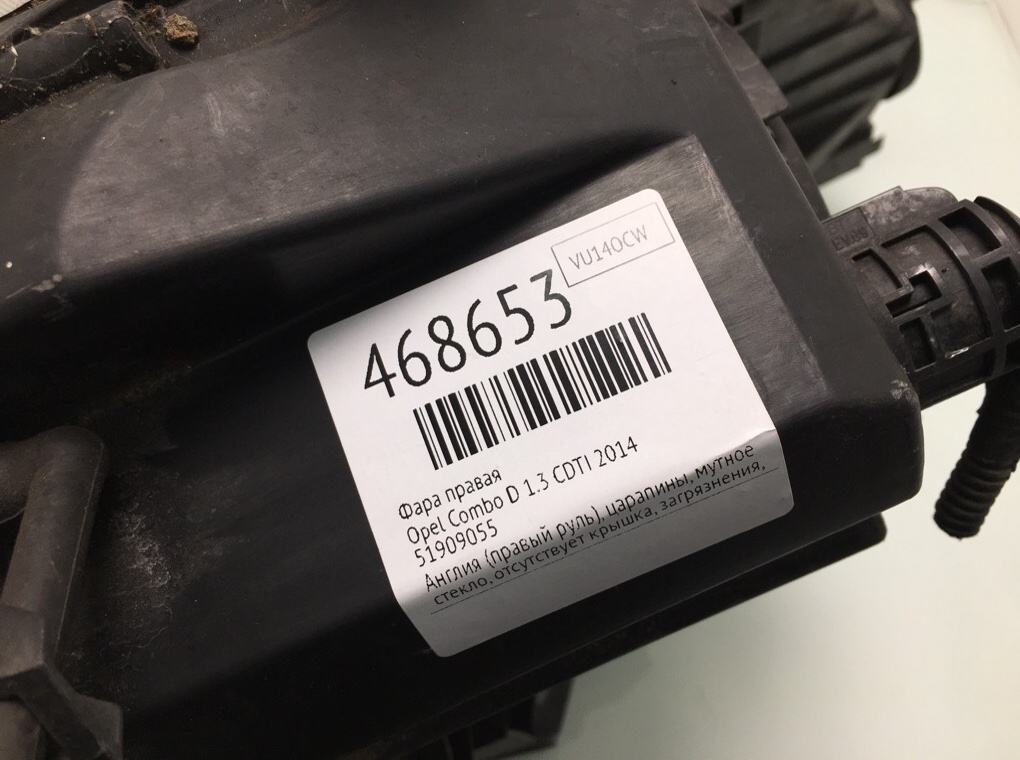 VU140CW
468653
Фара правая
Opel Combo D 1.3 CDTI 2014
51909055
Англия (правый руль), царапины, мутное
стекло, отсутствует крышка, загрязнения,